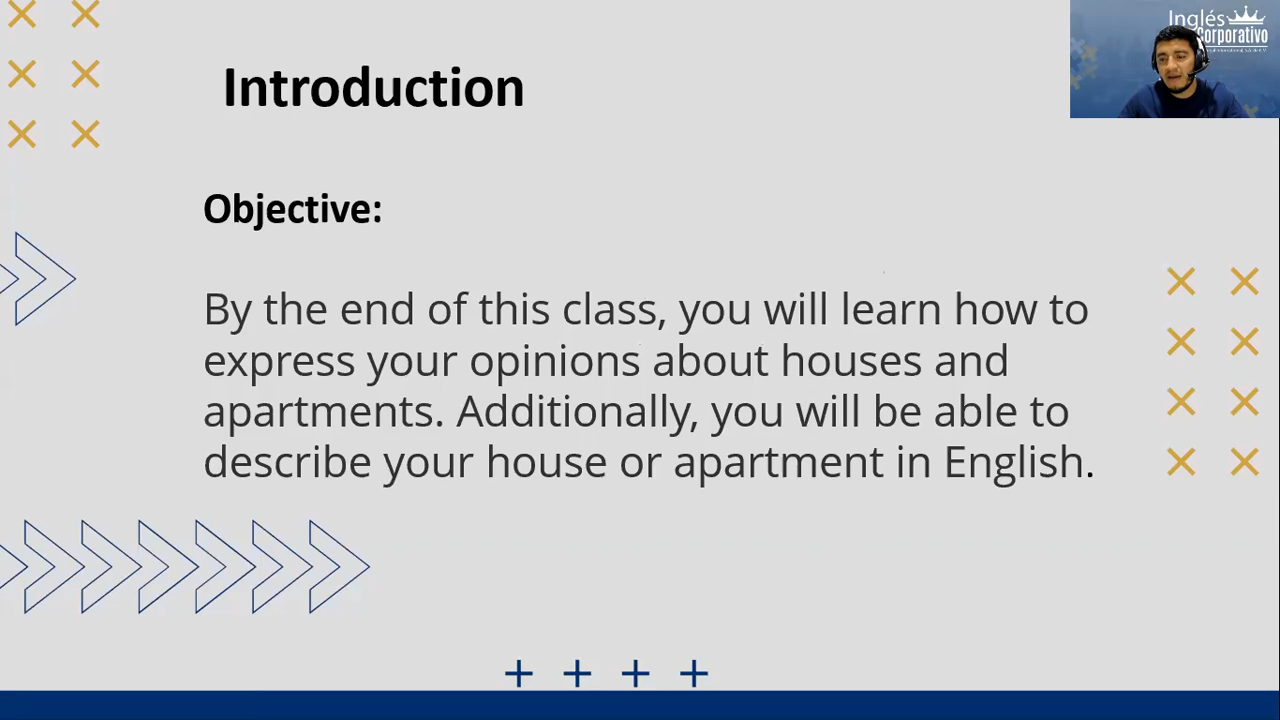 Inglés
Corporativo
Introduction
Objective:
By the end of this class, you will learn how to
express your opinions about houses and
apartments. Additionally, you will be able to
describe your house or apartment in English.